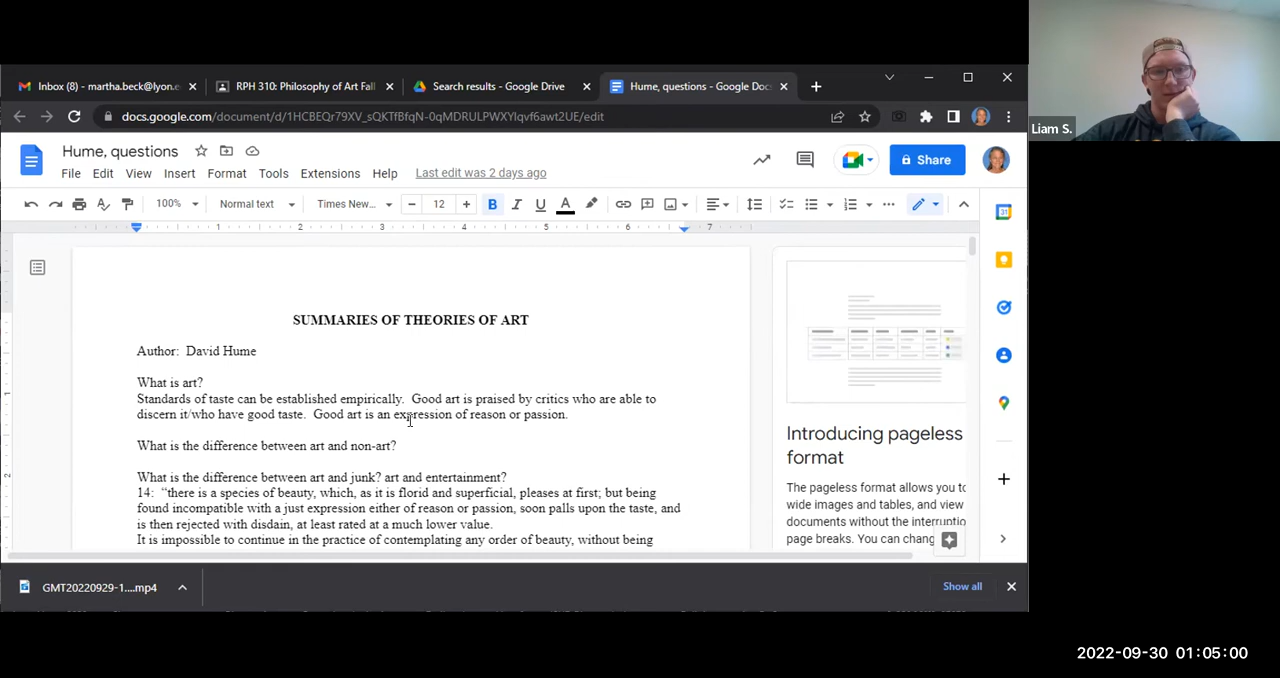 Inbox (8) - martha.beck@lyon.e
RPH 310: Philosophy of Art Fall
Search results - Google Drive
Hume, questions - Google Doc
docs.google.com/document/d/1HCBEQr79XV_sQKTfBfqN-0qMDRULPWXYlqvf6awt2UE/edit
Liam S.
Hume, questions
File Edit View Insert Format Tools Extensions Help Last edit was 2 days ago
Share
100% Normal text Times New... 12 B I U A
1 2 3 4 5 6 7
31
SUMMARIES OF THEORIES OF ART
Author: David Hume
What is art?
Standards of taste can be established empirically. Good art is praised by critics who are able to
discern it/who have good taste. Good art is an expression of reason or passion.
What is the difference between art and non-art?
What is the difference between art and junk? art and entertainment?
14: “there is a species of beauty, which, as it is florid and superficial, pleases at first; but being
found incompatible with a just expression either of reason or passion, soon palls upon the taste, and
is then rejected with disdain, at least rated at a much lower value.
It is impossible to continue in the practice of contemplating any order of beauty, without being
1
2
Introducing pageless
format
The pageless format allows you to
wide images and tables, and view
documents without the interruptio
page breaks. You can chang
GMT20220929-1....mp4
Show all
2022-09-30 01:05:00